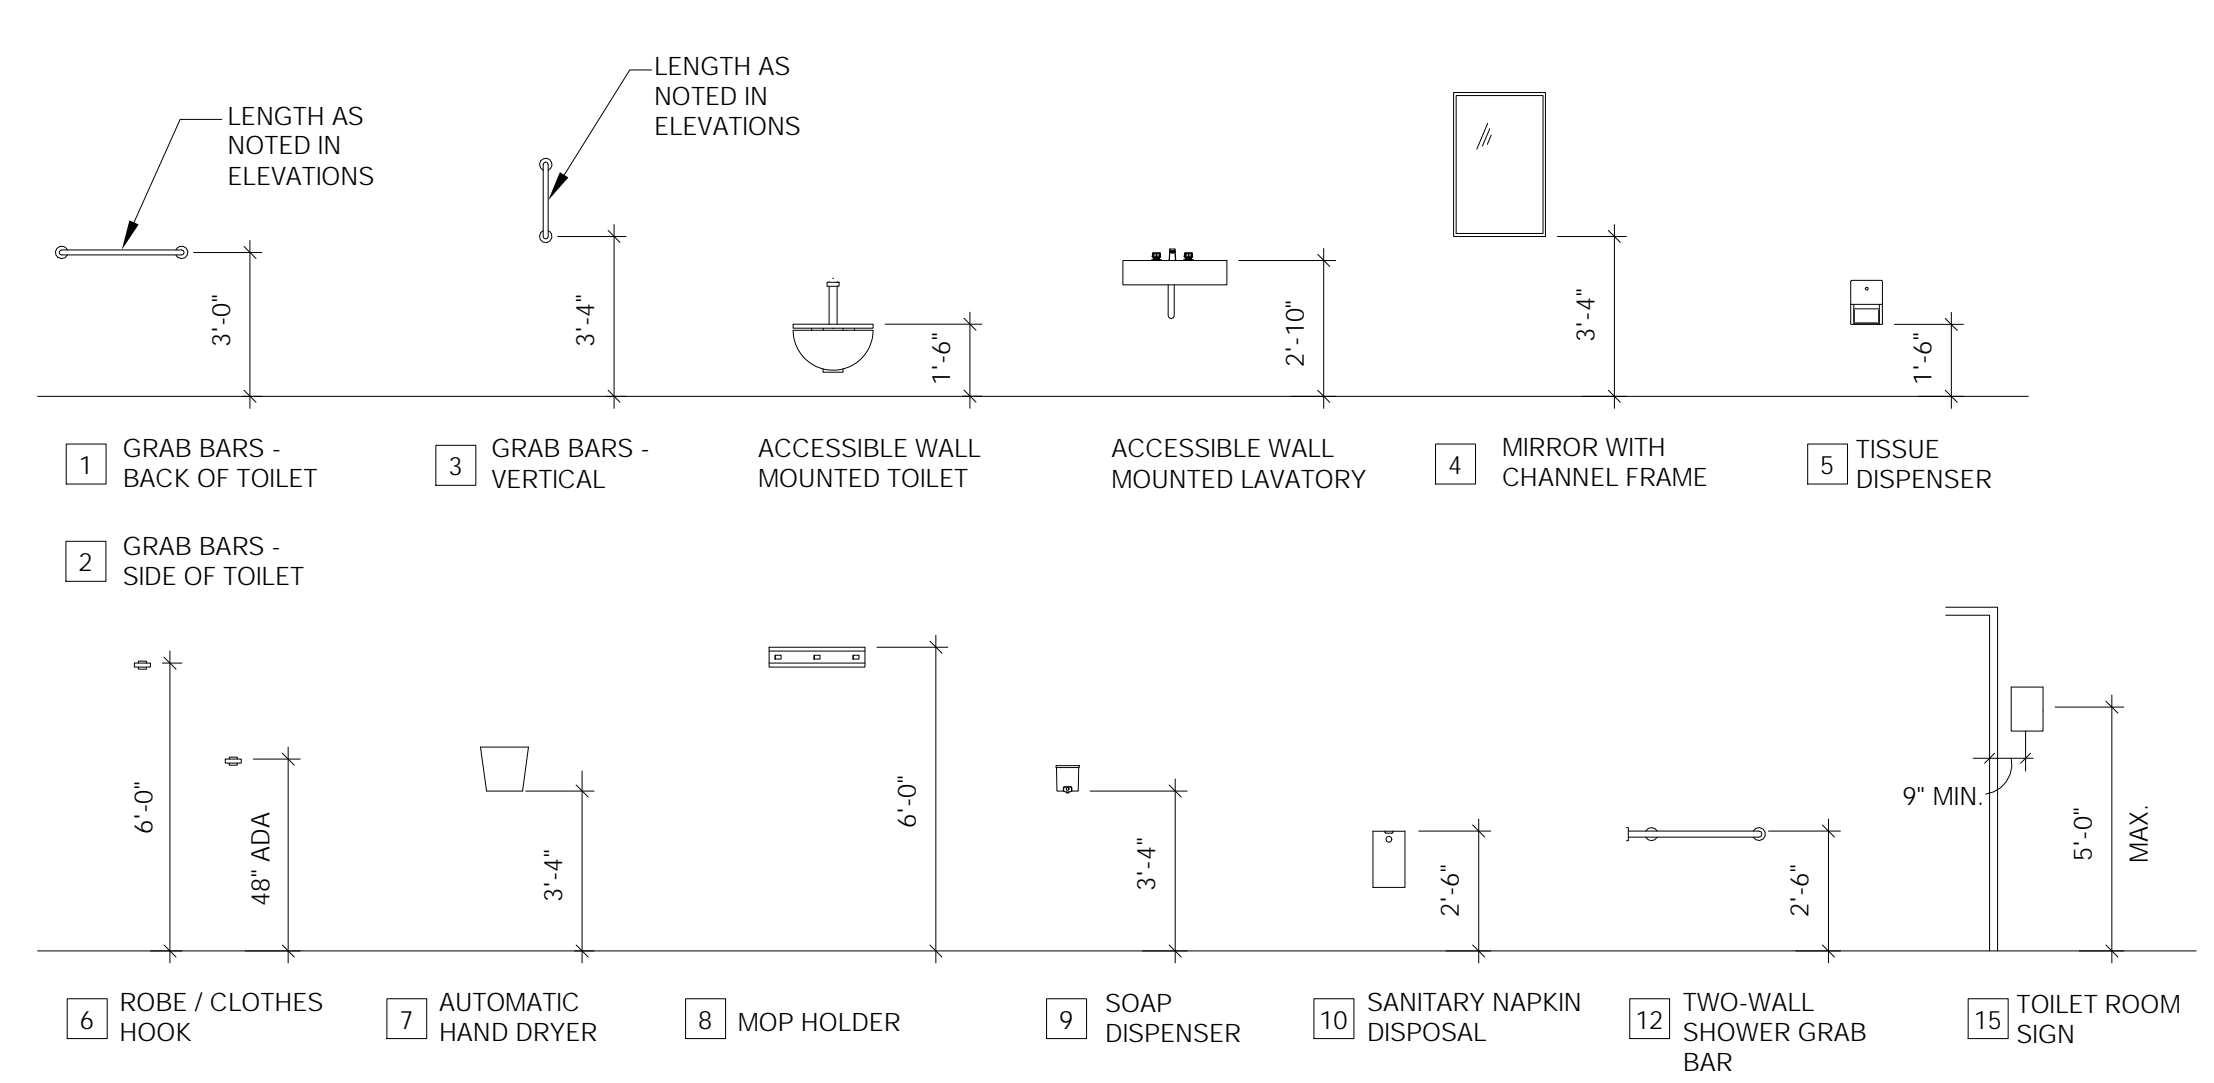 LENGTH AS
NOTED IN
ELEVATIONS
LENGTH AS
NOTED IN
ELEVATIONS
3'-0"
3'-4"
1'-6"
2'-10"
3'-4"
1'-6"
1
GRAB BARS -
BACK OF TOILET
3
GRAB BARS -
VERTICAL
ACCESSIBLE WALL
MOUNTED TOILET
ACCESSIBLE WALL
MOUNTED LAVATORY
4
MIRROR WITH
CHANNEL FRAME
5
TISSUE
DISPENSER
2
GRAB BARS -
SIDE OF TOILET
6'-0"
48" ADA
3'-4"
6'-0"
3'-4"
2'-6"
2'-6"
9" MIN.
5'-0"
MAX.
6
ROBE / CLOTHES
HOOK
7
AUTOMATIC
HAND DRYER
8
MOP HOLDER
9
SOAP
DISPENSER
10
SANITARY NAPKIN
DISPOSAL
12
TWO-WALL
SHOWER GRAB
BAR
15
TOILET ROOM
SIGN